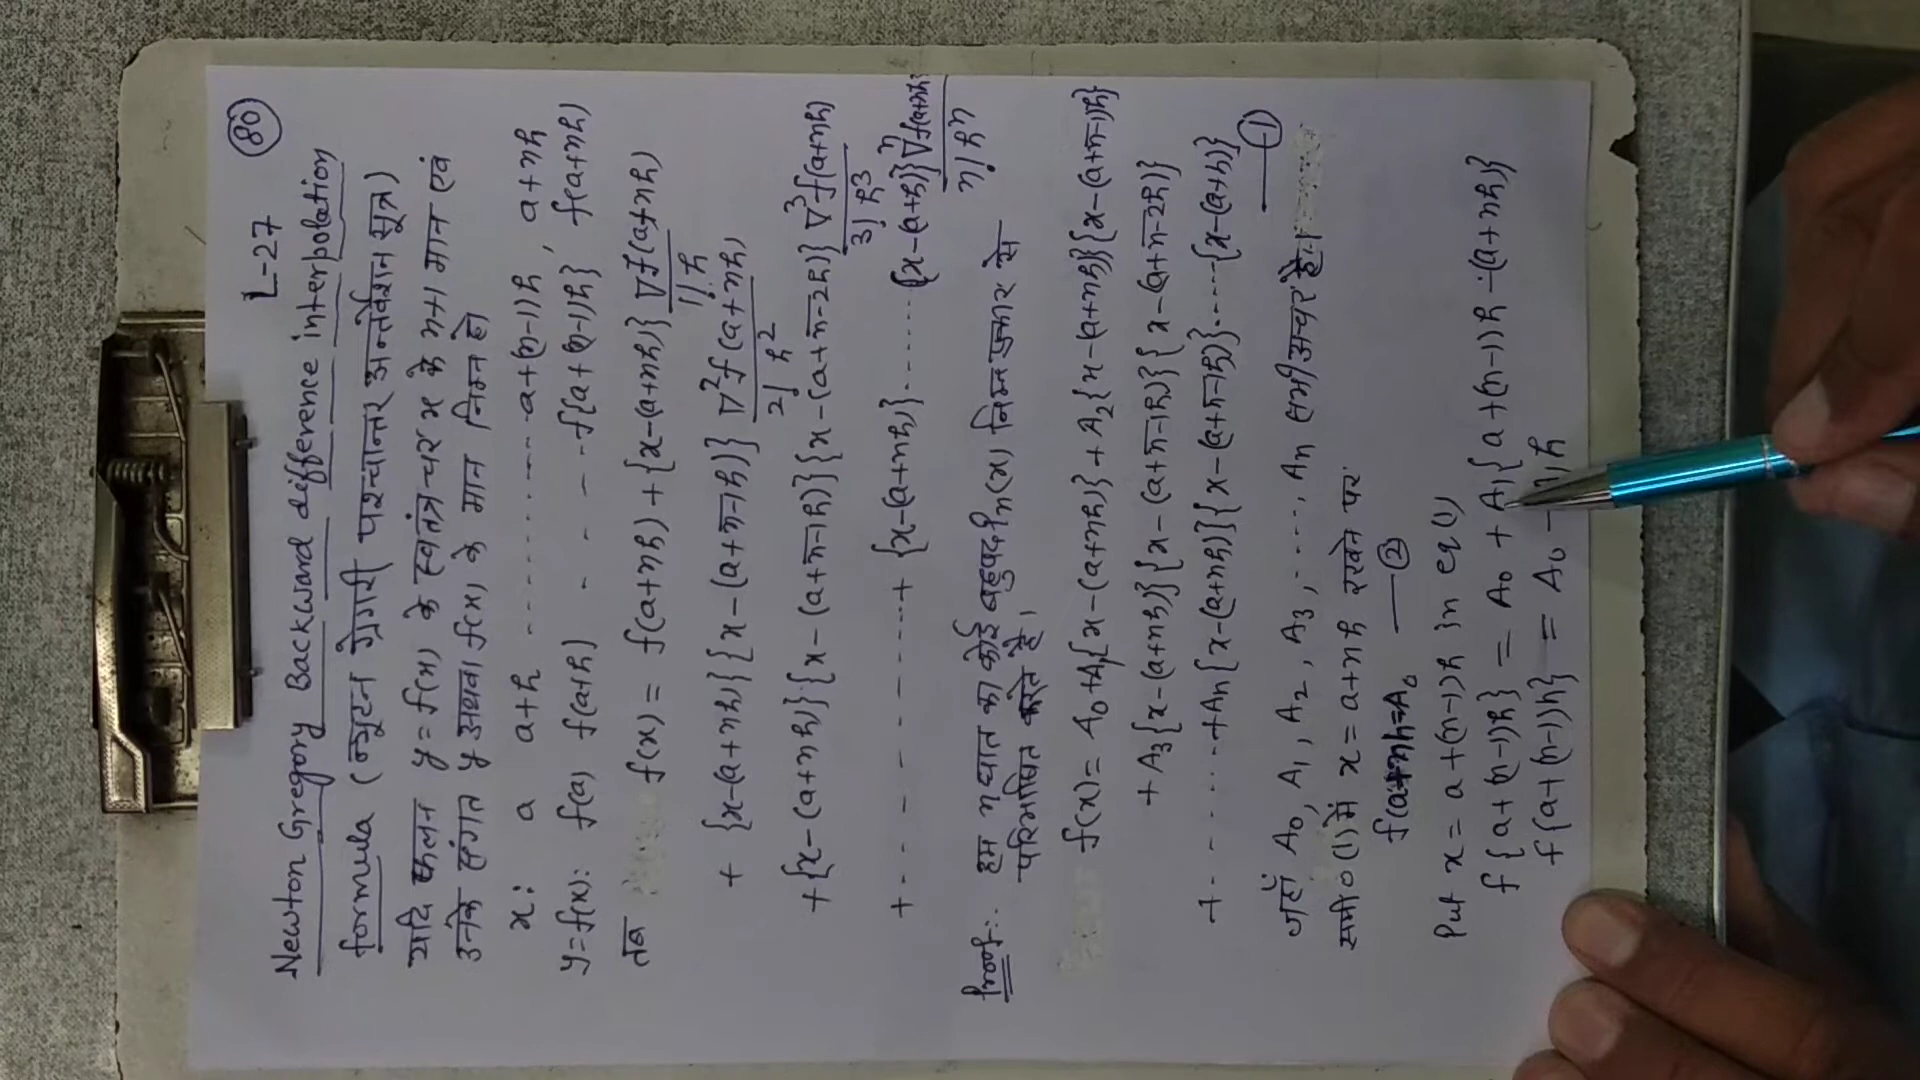 L-27 (80)
Newton Gregory Backward difference interpolation
formula (न्यूटन ग्रेगरी पश्चान्तर अन्तर्वेशन सूत्र)
यदि फलन y = f(x) के स्वतंत्र चर x के n+1 मान एवं
उनके संगत y अथवा f(x) के मान निम्न हो
x: a a+h ---------- a+(n-1)h, a+nh
y=f(x): f(a) f(a+h) - - - - f{a+(n-1)h} f(a+nh)
तब f(x) = f(a+nh) + {x-(a+nh)} ∇f(a+nh)/1!h
+ {x-(a+nh)}{x-(a+n-1h)} ∇²f(a+nh)/2!h²
+{x-(a+nh)}{x-(a+n-1h)}{x-(a+n-2h)} ∇³f(a+nh)/3!h³
+---------+ {x-(a+nh)}......{x-(a+h)}∇ⁿf(a+nh)/n!hⁿ
Proof:- हम n घात का कोई बहुपद Pn(x) निम्न प्रकार से
परिभाषित करते है।
f(x) = A₀+A₁{x-(a+nh)}+A₂{x-(a+nh)}{x-(a+n-1h)}
+A₃{x-(a+nh)}{x-(a+n-1h)}{x-(a+n-2h)}
+......+An{x-(a+nh)}{x-(a+n-1h)}.....{x-(a+h)} —(1)
जहाँ A₀, A₁, A₂, A₃, ....., An सभी अचर है।
समी० (1) में x = a+nh रखने पर
f(a+nh=A₀ —(2)
Put x = a+(n-1)h in eq (1)
f{a+(n-1)h} = A₀ + A₁{a+(n-1)h-(a+nh)}
f{a+(n-1)h} = A₀ - h